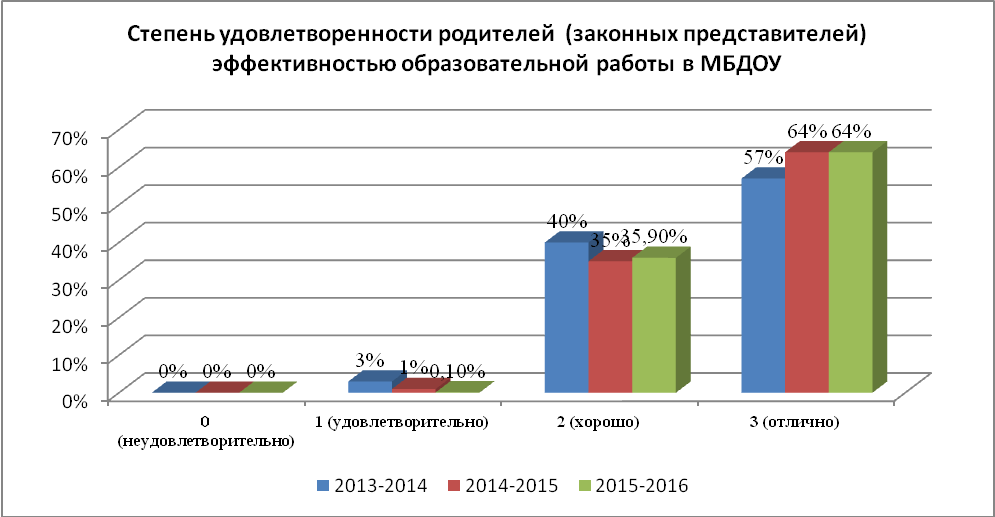 Степень удовлетворенности родителей (законных представителей)
эффективностью образовательной работы в МБДОУ
70%
60%
50%
40%
30%
20%
10%
0%
0% 0% 0%
3% 1% 0,10%
40% 35% 35,90%
57% 64% 64%
0
(неудовлетворительно)
1 (удовлетворительно)
2 (хорошо)
3 (отлично)
2013-2014 2014-2015 2015-2016